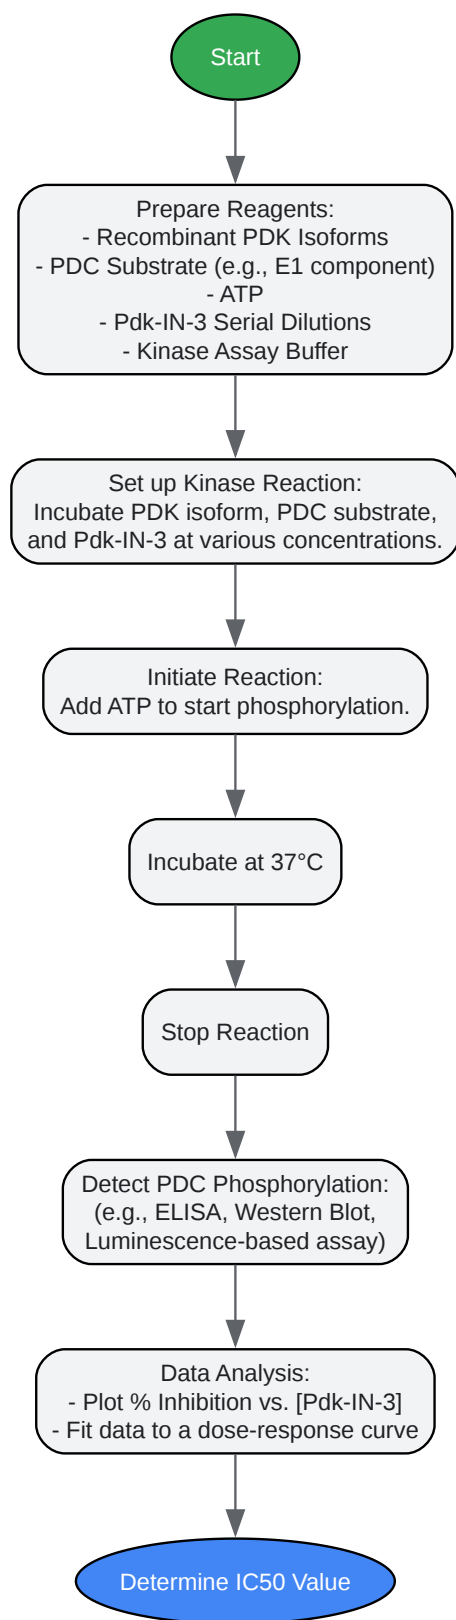 Start
Prepare Reagents:
- Recombinant PDK Isoforms
- PDC Substrate (e.g., E1 component)
- ATP
- Pdk-IN-3 Serial Dilutions
- Kinase Assay Buffer
Set up Kinase Reaction:
Incubate PDK isoform, PDC substrate,
and Pdk-IN-3 at various concentrations.
Initiate Reaction:
Add ATP to start phosphorylation.
Incubate at 37°C
Stop Reaction
Detect PDC Phosphorylation:
(e.g., ELISA, Western Blot,
Luminescence-based assay)
Data Analysis:
- Plot % Inhibition vs. [Pdk-IN-3]
- Fit data to a dose-response curve
Determine IC50 Value